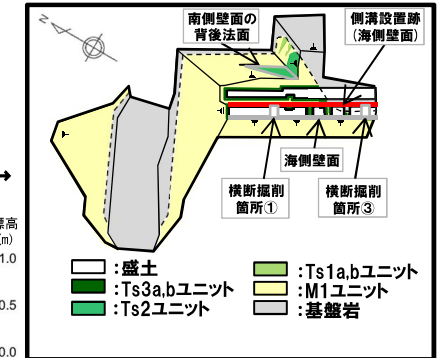 N
南側壁面の
背後法面
側溝設置跡
(海側壁面)
海側壁面
横断掘削
箇所①
横断掘削
箇所③
標高
(m)
1.0
0.5
0.0
:盛土
:Ts3a,bユニット
:Ts2ユニット
:Ts1a,bユニット
:M1ユニット
:基盤岩